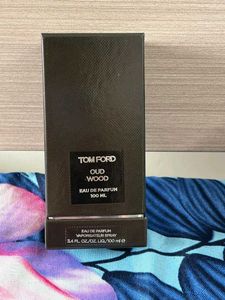 TOM FORD
OUD
WOOD
EAU DE PARFUM
100 ML
EAU DE PARFUM
VAPORISATEUR SPRAY
3.4 FL.OZ./OZ. LIQ./100 ml ℮